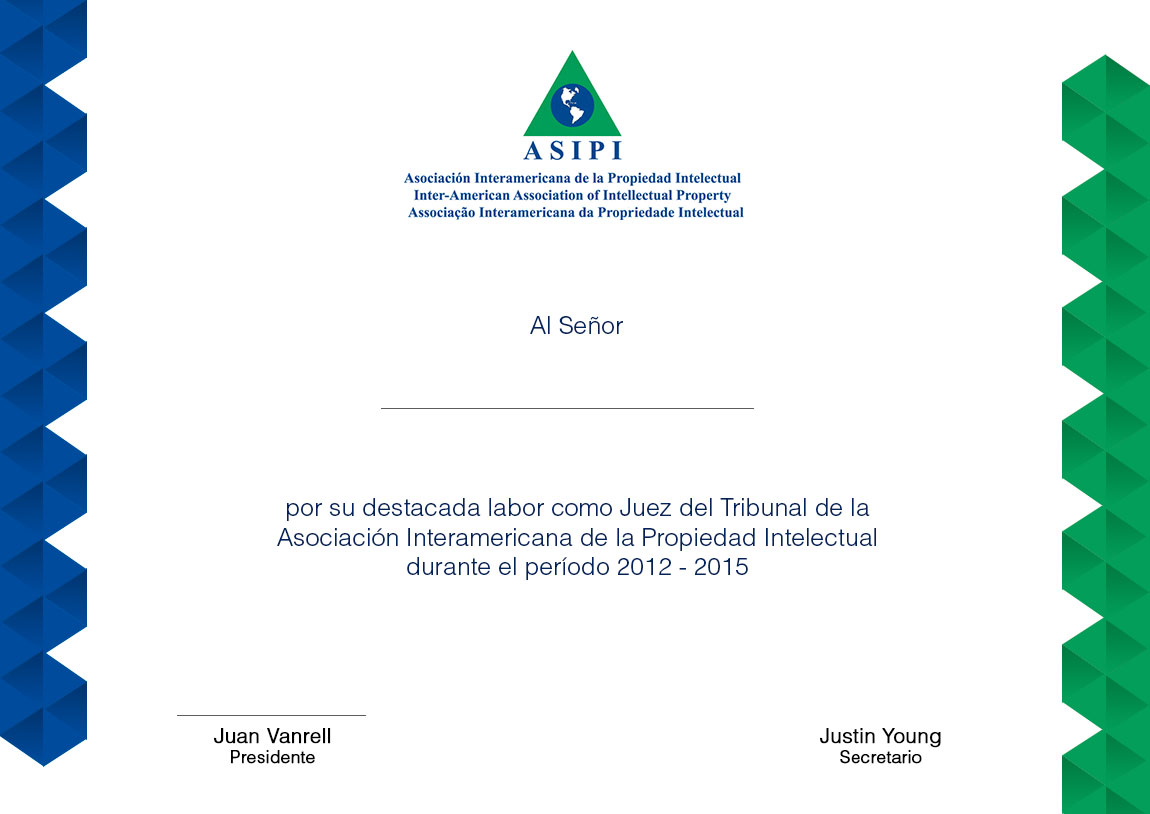 ASIPI
Asociación Interamericana de la Propiedad Intelectual
Inter-American Association of Intellectual Property
Associação Interamericana da Propriedade Intelectual
Al Señor
por su destacada labor como Juez del Tribunal de la
Asociación Interamericana de la Propiedad Intelectual
durante el período 2012 - 2015
Juan Vanrell
Presidente
Justin Young
Secretario